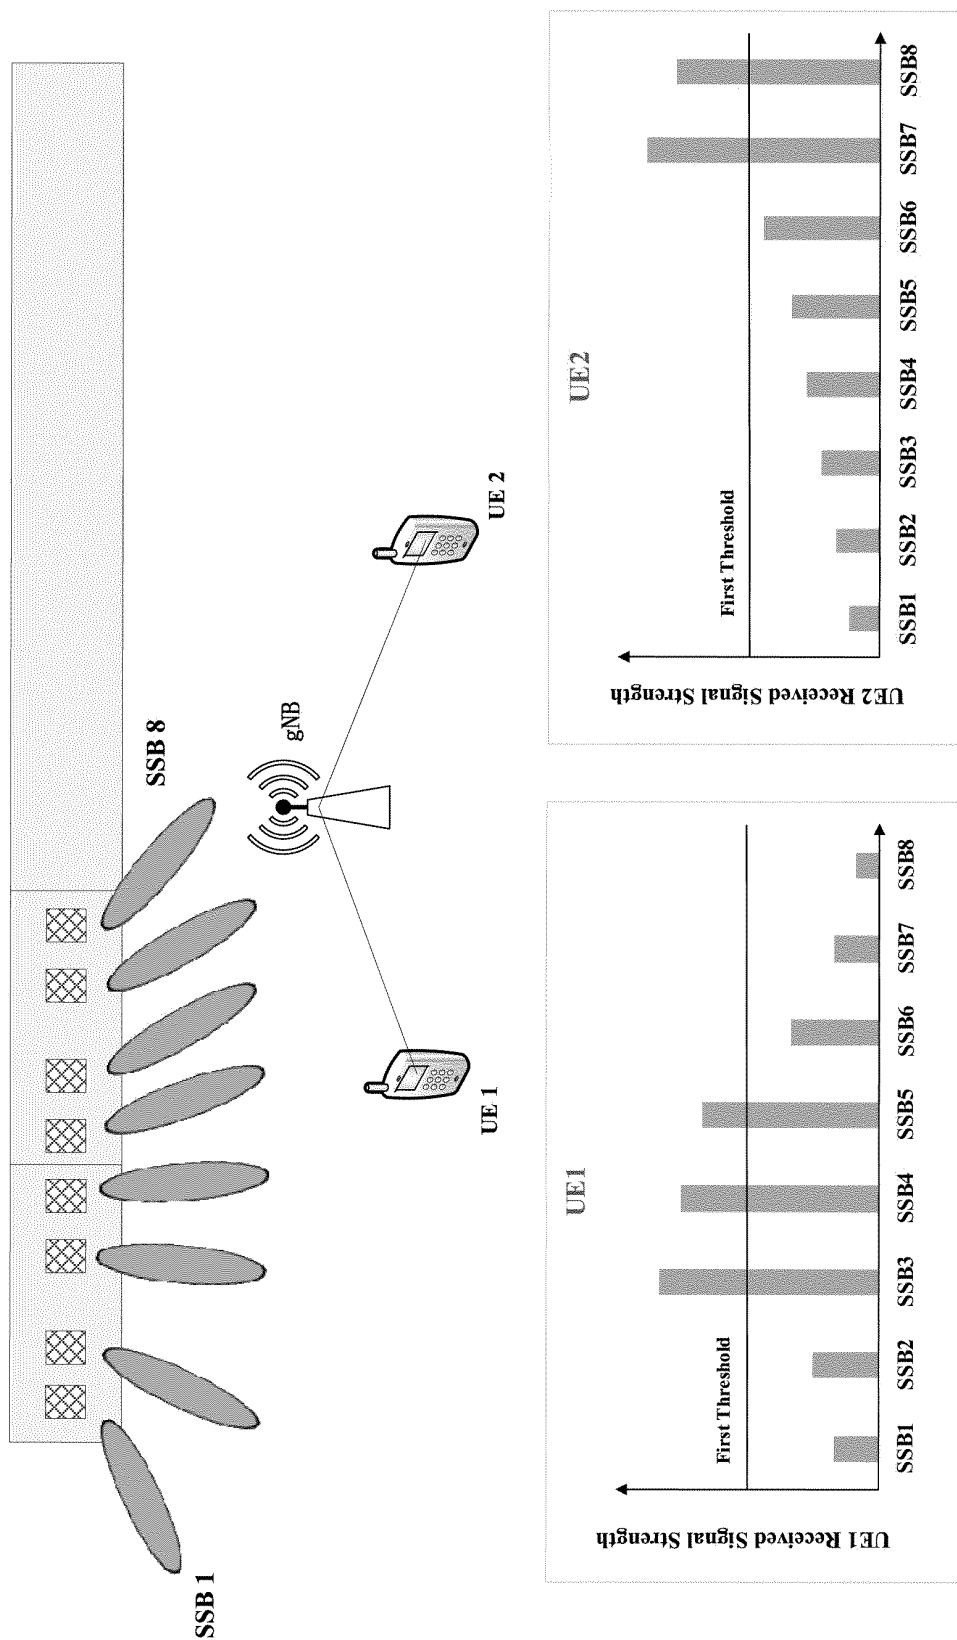 SSB 1
SSB 8
gNB
UE 1
UE 2
UE1
UE1 Received Signal Strength
First Threshold
SSB1
SSB2
SSB3
SSB4
SSB5
SSB6
SSB7
SSB8
UE2
UE2 Received Signal Strength
First Threshold
SSB1
SSB2
SSB3
SSB4
SSB5
SSB6
SSB7
SSB8